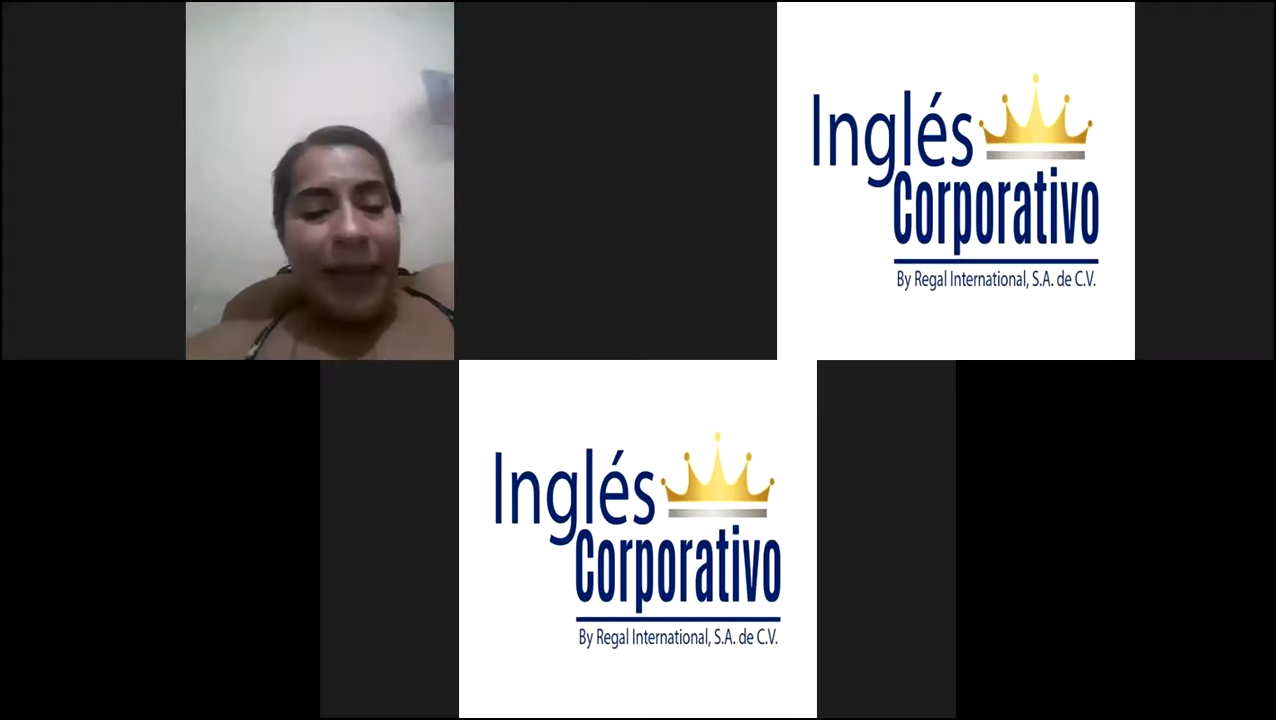 Inglés
Corporativo
By Regal International, S.A. de C.V.
Inglés
Corporativo
By Regal International, S.A. de C.V.